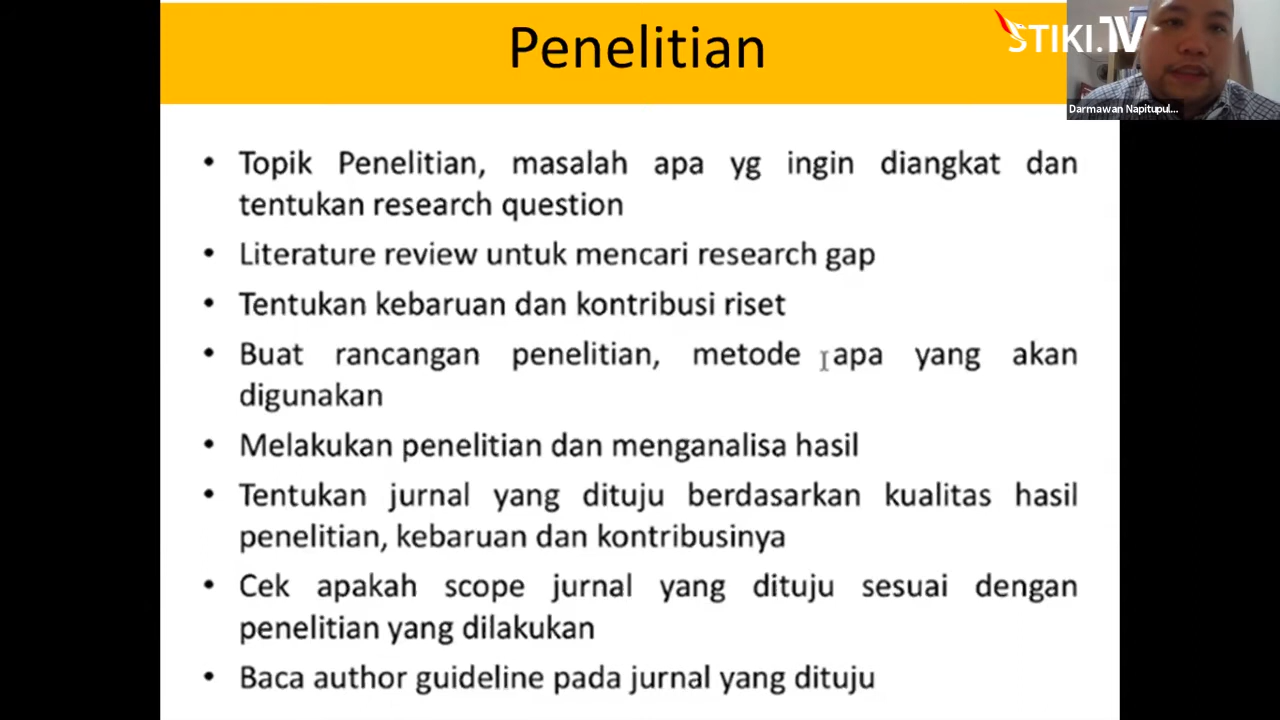 Penelitian
STIKI.TV
Darmawan Napitupul...
• Topik Penelitian, masalah apa yg ingin diangkat dan
tentukan research question
• Literature review untuk mencari research gap
• Tentukan kebaruan dan kontribusi riset
• Buat rancangan penelitian, metode apa yang akan
digunakan
• Melakukan penelitian dan menganalisa hasil
• Tentukan jurnal yang dituju berdasarkan kualitas hasil
penelitian, kebaruan dan kontribusinya
• Cek apakah scope jurnal yang dituju sesuai dengan
penelitian yang dilakukan
• Baca author guideline pada jurnal yang dituju